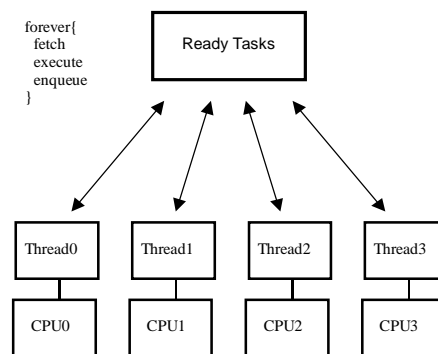 forever{
fetch
execute
enqueue
}
Ready Tasks
Thread0
Thread1
Thread2
Thread3
CPU0
CPU1
CPU2
CPU3